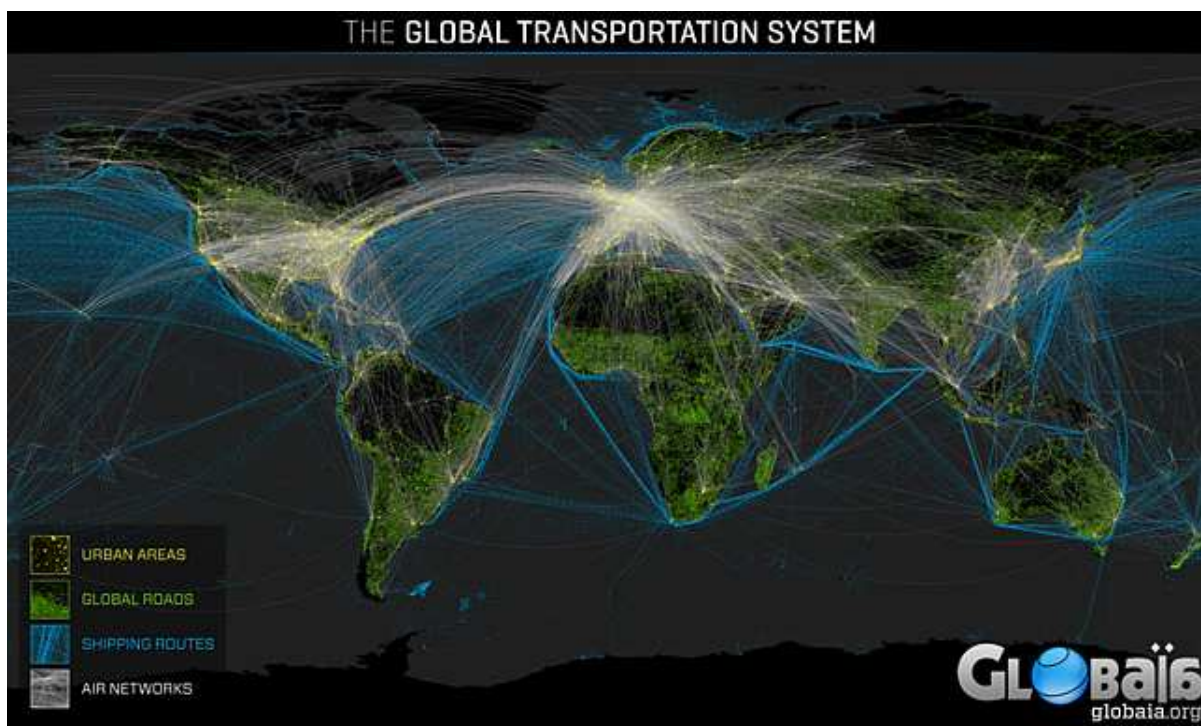 THE GLOBAL TRANSPORTATION SYSTEM
URBAN AREAS
GLOBAL ROADS
SHIPPING ROUTES
AIR NETWORKS
GLOBAÏA
globaia.org